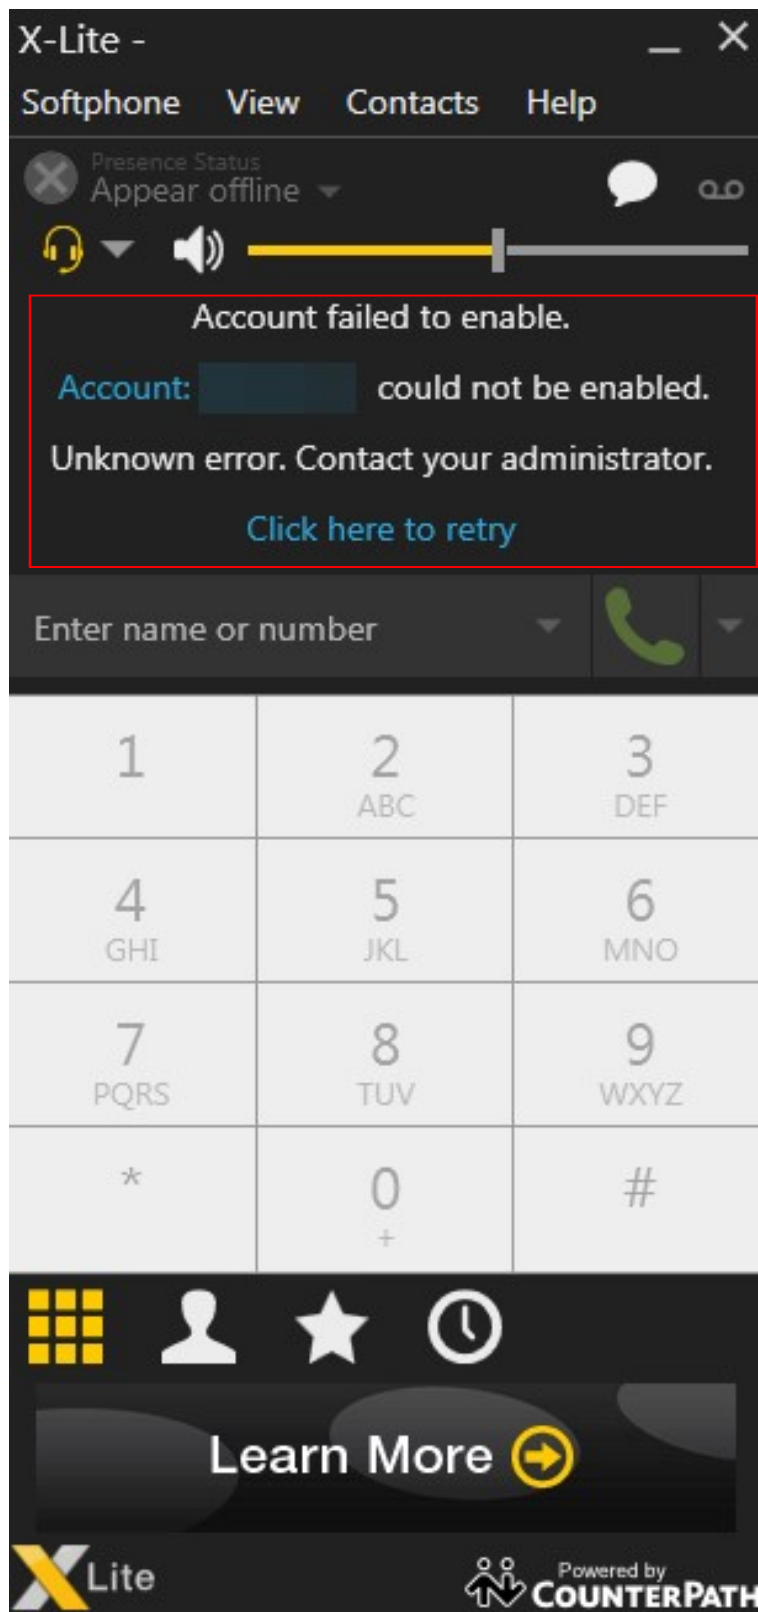 X-Lite -
Softphone View Contacts Help
Presence Status
Appear offline
Account failed to enable.
Account: could not be enabled.
Unknown error. Contact your administrator.
Click here to retry
Enter name or number
1 2 3
ABC DEF
4 5 6
GHI JKL MNO
7 8 9
PQRS TUV WXYZ
* 0 #
+
Learn More
X Lite
Powered by
COUNTERPATH